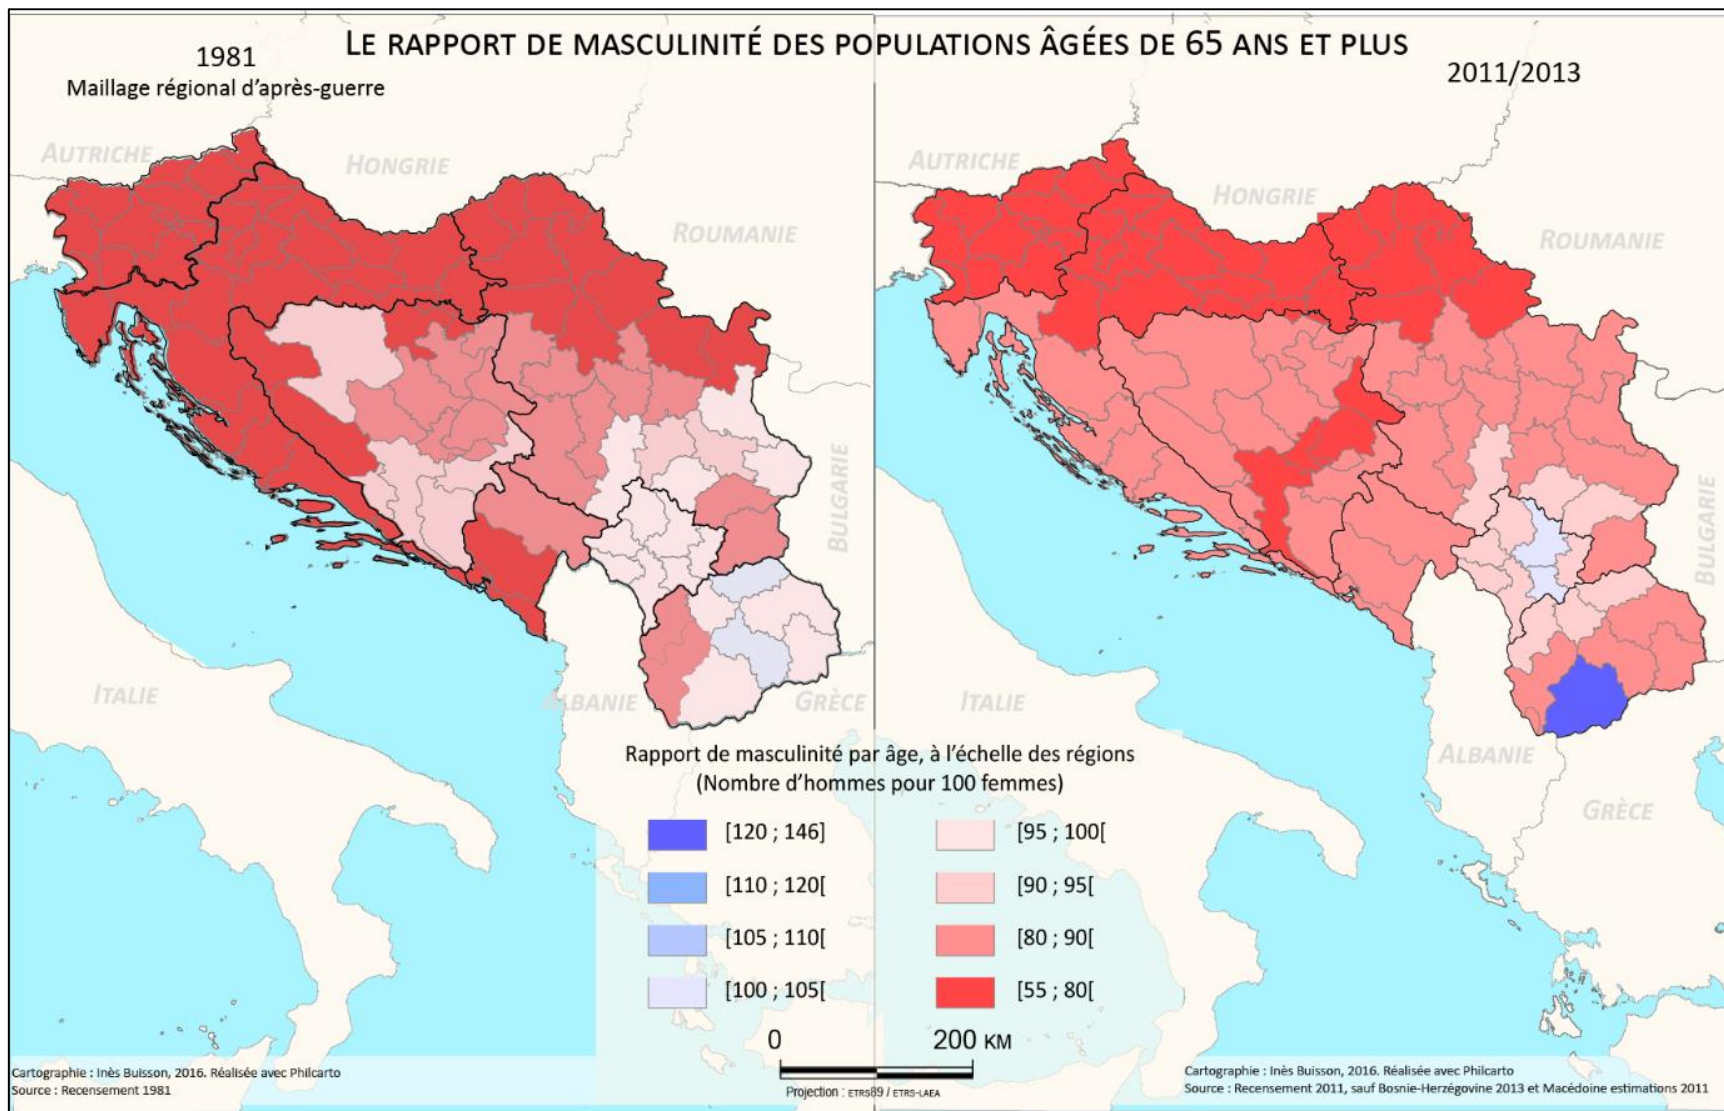 LE RAPPORT DE MASCULINITÉ DES POPULATIONS ÂGÉES DE 65 ANS ET PLUS
1981
Maillage régional d'après-guerre
2011/2013
AUTRICHE
HONGRIE
ROUMANIE
BULGARIE
ITALIE
ALBANIE
GRÈCE
AUTRICHE
HONGRIE
ROUMANIE
BULGARIE
ITALIE
ALBANIE
GRÈCE
Rapport de masculinité par âge, à l'échelle des régions
(Nombre d'hommes pour 100 femmes)
[120 ; 146]
[110 ; 120[
[105 ; 110[
[100 ; 105[
[95 ; 100[
[90 ; 95[
[80 ; 90[
[55 ; 80[
0 200 KM
Projection : ETRS89 / ETRS-LAEA
Cartographie : Inès Buisson, 2016. Réalisée avec Philcarto
Source : Recensement 1981
Cartographie : Inès Buisson, 2016. Réalisée avec Philcarto
Source : Recensement 2011, sauf Bosnie-Herzégovine 2013 et Macédoine estimations 2011